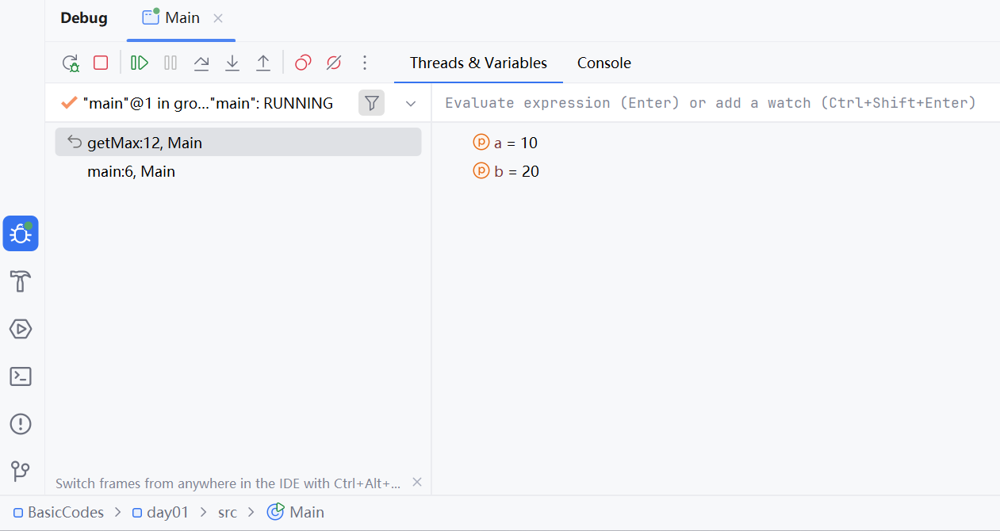 Debug Main
Threads & Variables Console
"main"@1 in gro..."main": RUNNING
Evaluate expression (Enter) or add a watch (Ctrl+Shift+Enter)
getMax:12, Main
main:6, Main
p a = 10
p b = 20
Switch frames from anywhere in the IDE with Ctrl+Alt+...
BasicCodes > day01 > src > Main